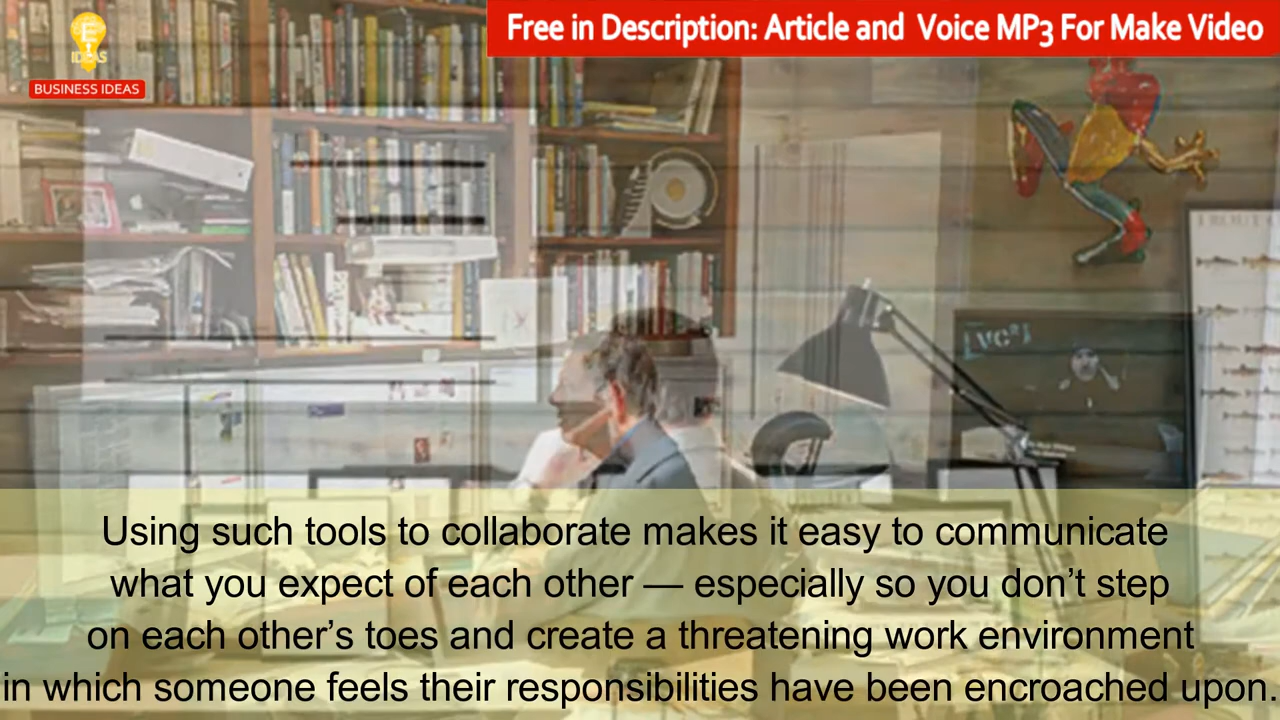 Free in Description: Article and Voice MP3 For Make Video
E
IDEAS
BUSINESS IDEAS
Using such tools to collaborate makes it easy to communicate
what you expect of each other — especially so you don’t step
on each other’s toes and create a threatening work environment
in which someone feels their responsibilities have been encroached upon.